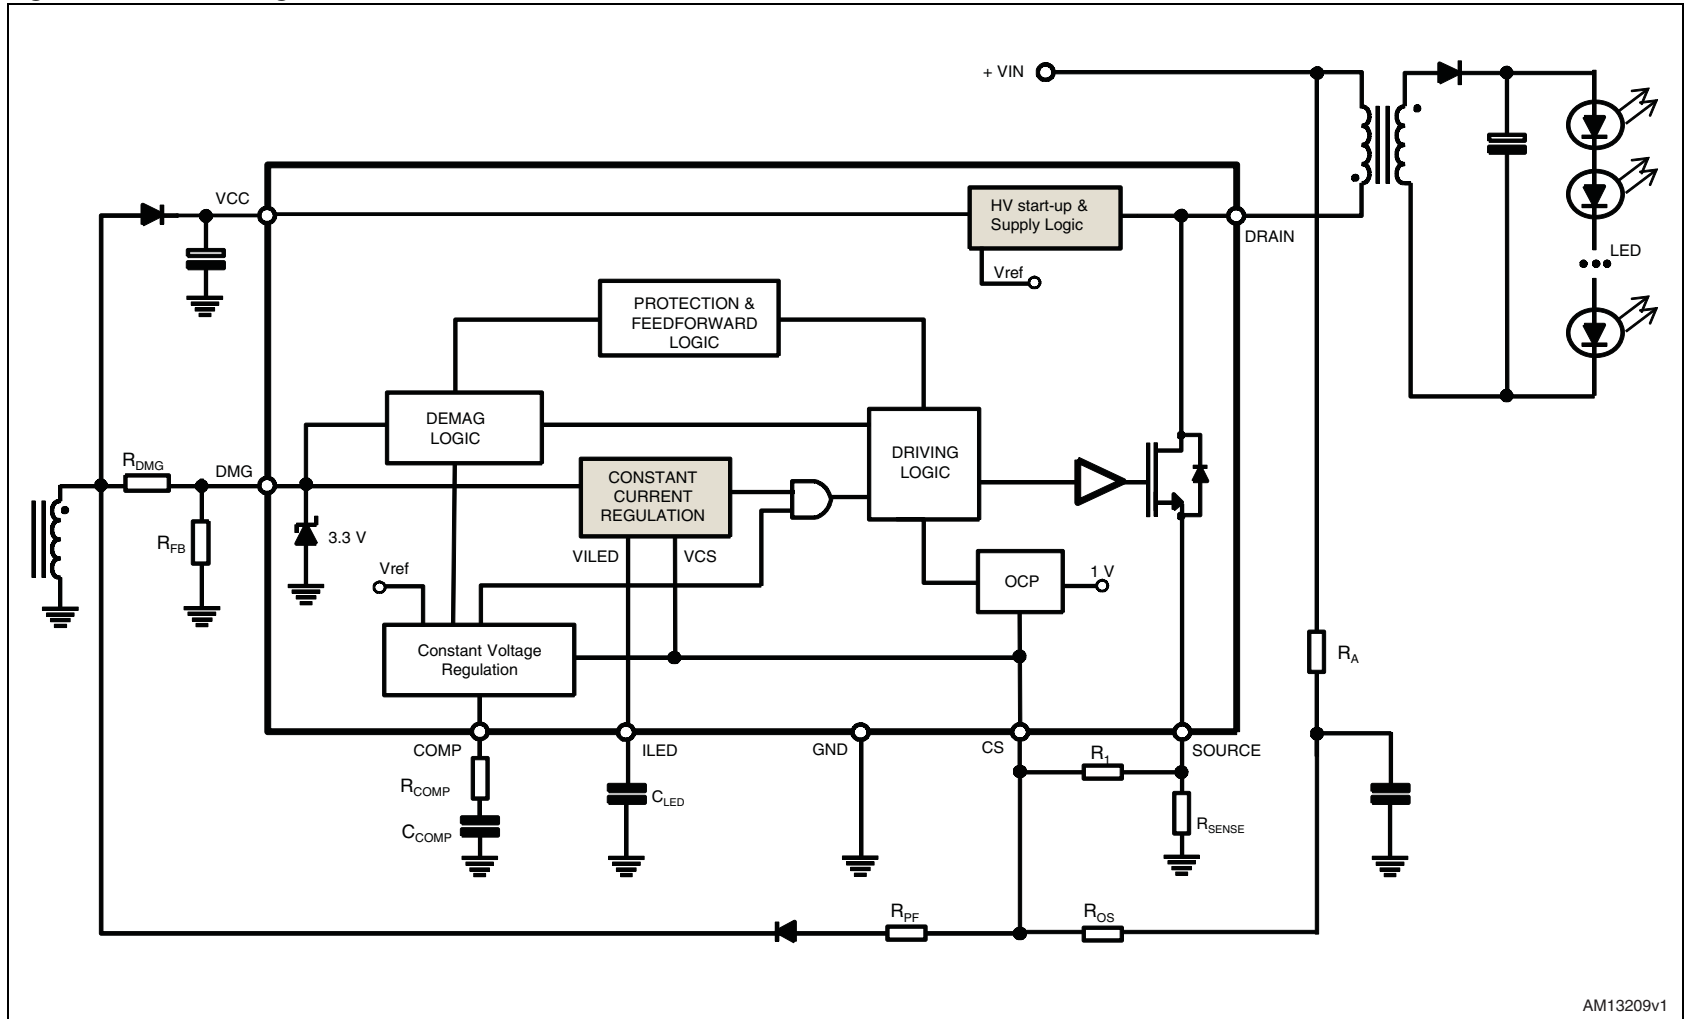 + VIN
VCC
HV start-up &
Supply Logic
DRAIN
Vref
LED
PROTECTION &
FEEDFORWARD
LOGIC
DEMAG
LOGIC
DRIVING
LOGIC
RDMG
DMG
CONSTANT
CURRENT
REGULATION
RFB
3.3 V
VILED
VCS
Vref
OCP
1 V
Constant Voltage
Regulation
RA
COMP
ILED
GND
CS
SOURCE
R1
RCOMP
CLED
RSENSE
CCOMP
RPF
ROS
AM13209v1